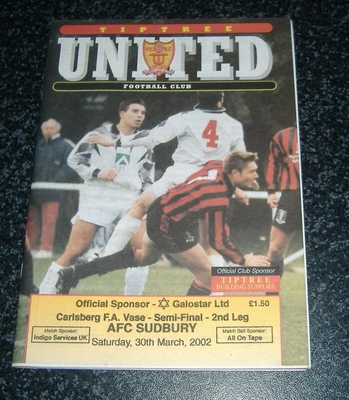 TIPTREE
UNITED
FOOTBALL CLUB
4
Official Club Sponsor
TIPTREE
BUILDING SUPPLIES
Official Sponsor - Galostar Ltd £1.50
Carlsberg F.A. Vase - Semi-Final - 2nd Leg
AFC SUDBURY
Saturday, 30th March, 2002
Match Sponsor:
Indigo Services UK
Match Ball Sponsor:
All On Tape